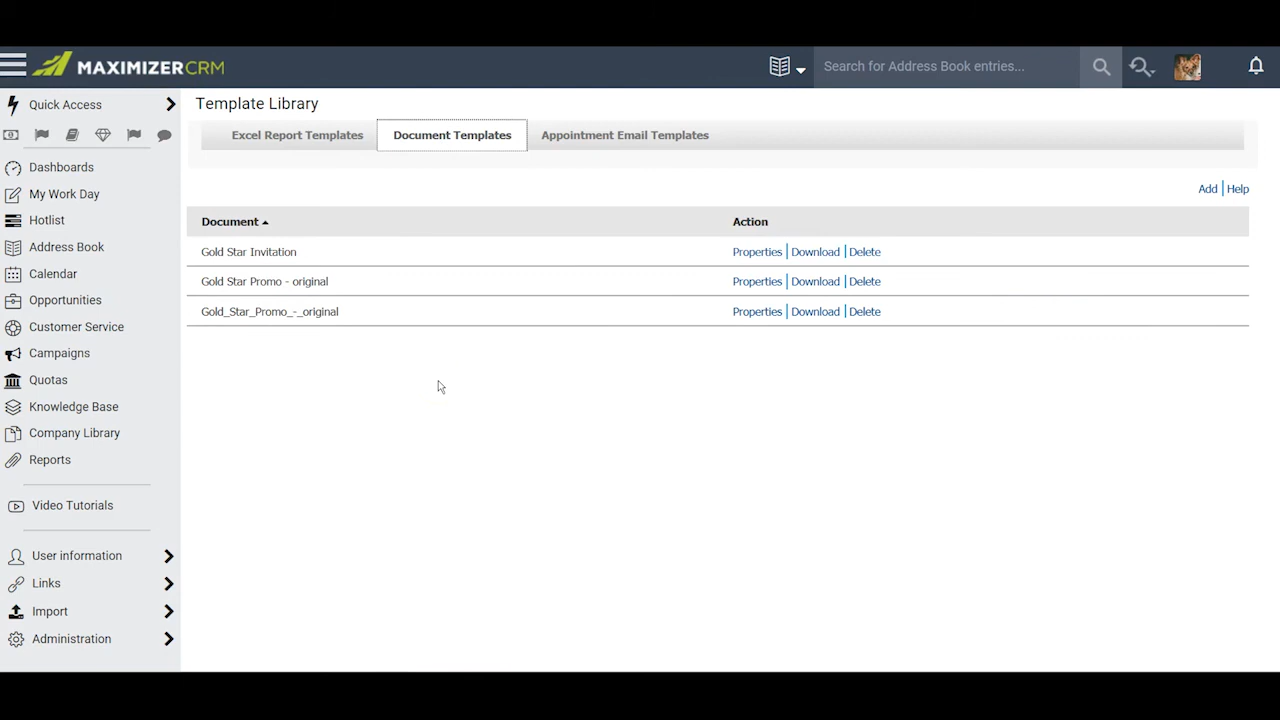 MAXIMIZERCRM
Search for Address Book entries...
Quick Access
Dashboards
My Work Day
Hotlist
Address Book
Calendar
Opportunities
Customer Service
Campaigns
Quotas
Knowledge Base
Company Library
Reports
Video Tutorials
User information
Links
Import
Administration
Template Library
Excel Report Templates Document Templates Appointment Email Templates
Add Help
Document Action
Gold Star Invitation Properties Download Delete
Gold Star Promo - original Properties Download Delete
Gold_Star_Promo_-_original Properties Download Delete